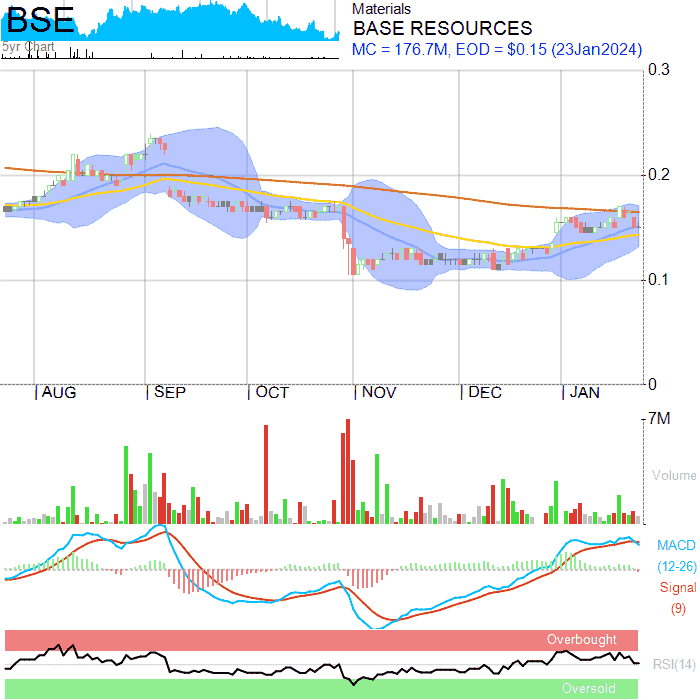 BSE
5yr Chart
Materials
BASE RESOURCES
MC = 176.7M, EOD = $0.15 (23Jan2024)
0.3
0.2
0.1
0
AUG SEP OCT NOV DEC JAN
7M
Volume
MACD
(12-26)
Signal
(9)
Overbought
RSI(14)
Oversold